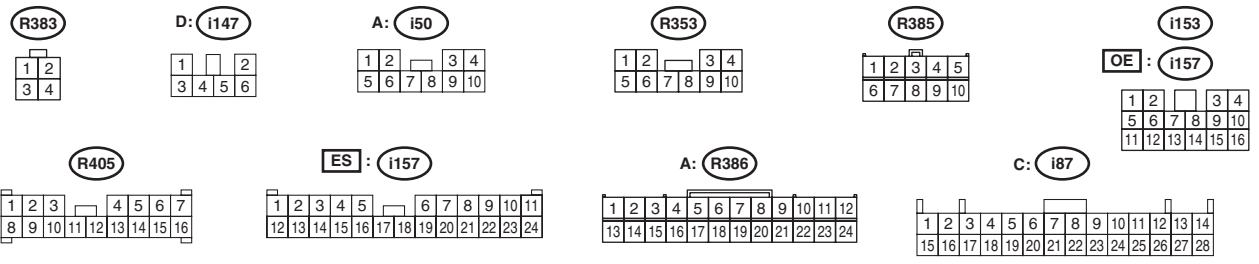 R383
1 2
3 4
D: i147
1 2
3 4 5 6
A: i50
1 2 3 4
5 6 7 8 9 10
R353
1 2 3 4
5 6 7 8 9 10
R385
1 2 3 4 5
6 7 8 9 10
i153
OE : i157
1 2 3 4
5 6 7 8 9 10
11 12 13 14 15 16
R405
1 2 3 4 5 6 7
8 9 10 11 12 13 14 15 16
ES : i157
1 2 3 4 5 6 7 8 9 10 11
12 13 14 15 16 17 18 19 20 21 22 23 24
A: R386
1 2 3 4 5 6 7 8 9 10 11 12
13 14 15 16 17 18 19 20 21 22 23 24
C: i87
1 2 3 4 5 6 7 8 9 10 11 12 13 14
15 16 17 18 19 20 21 22 23 24 25 26 27 28